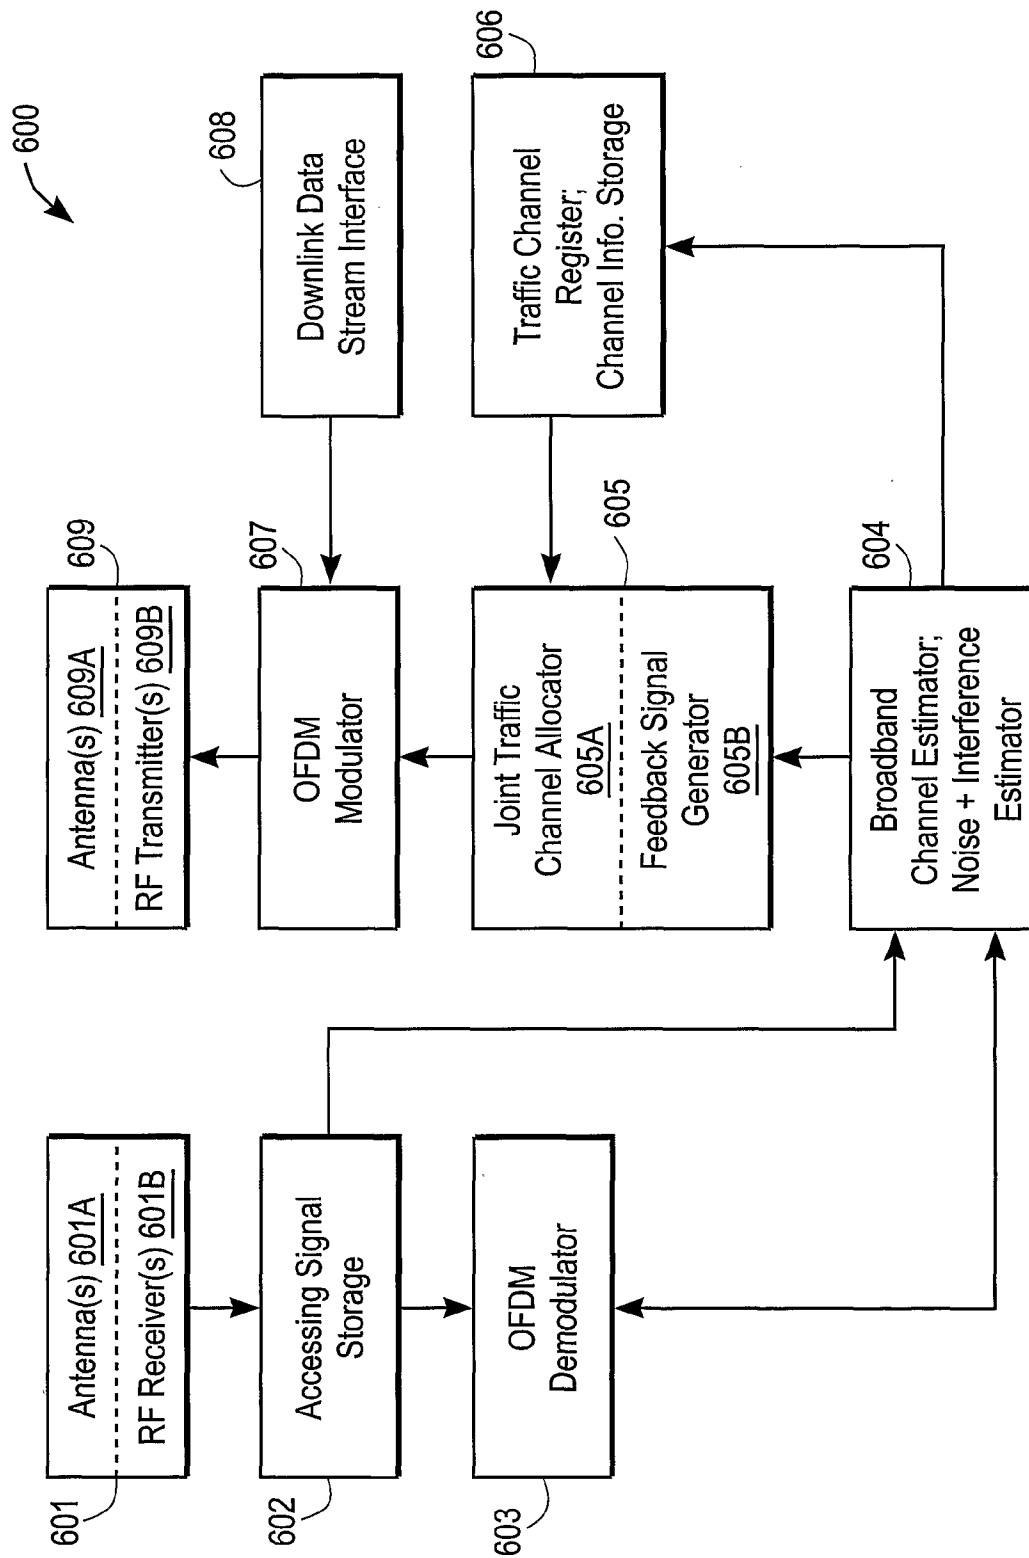 600
601
Antenna(s) 601A
RF Receiver(s) 601B
602
Accessing Signal
Storage
603
OFDM
Demodulator
609
Antenna(s) 609A
RF Transmitter(s) 609B
607
OFDM
Modulator
608
Downlink Data
Stream Interface
605
Joint Traffic
Channel Allocator
605A
Feedback Signal
Generator
605B
606
Traffic Channel
Register;
Channel Info. Storage
604
Broadband
Channel Estimator;
Noise + Interference
Estimator